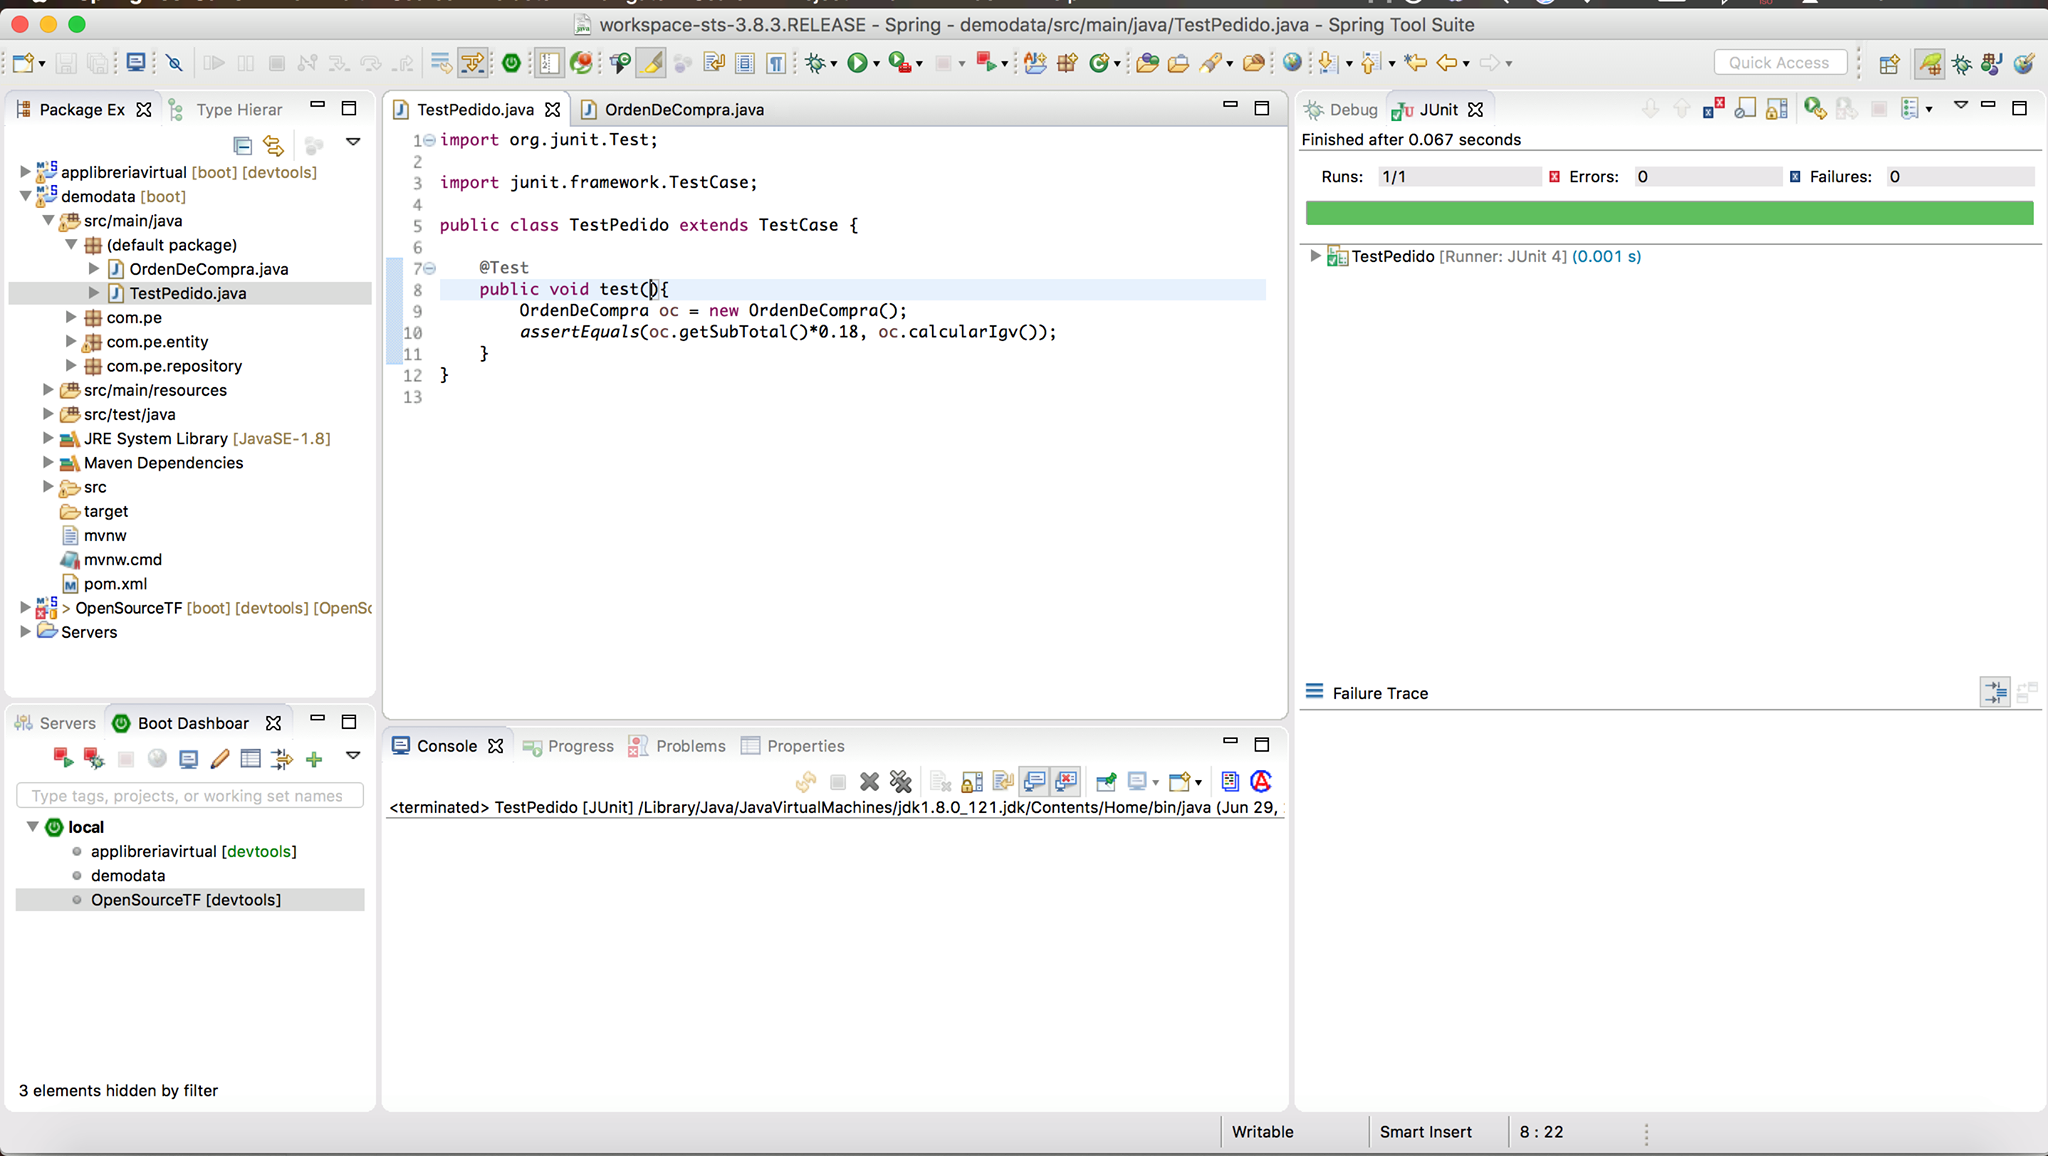 workspace-sts-3.8.3.RELEASE - Spring - demodata/src/main/java/TestPedido.java - Spring Tool Suite
Quick Access
Package Ex
Type Hierar
applibreriavirtual [boot] [devtools]
demodata [boot]
src/main/java
(default package)
OrdenDeCompra.java
TestPedido.java
com.pe
com.pe.entity
com.pe.repository
src/main/resources
src/test/java
JRE System Library [JavaSE-1.8]
Maven Dependencies
src
target
mvnw
mvnw.cmd
pom.xml
> OpenSourceTF [boot] [devtools] [OpenSc
Servers
TestPedido.java
OrdenDeCompra.java
1 import org.junit.Test;
2
3 import junit.framework.TestCase;
4
5 public class TestPedido extends TestCase {
6
7 @Test
8 public void test(){
9 OrdenDeCompra oc = new OrdenDeCompra();
10 assertEquals(oc.getSubTotal()*0.18, oc.calcularIgv());
11 }
12 }
13
Debug
JUnit
Finished after 0.067 seconds
Runs: 1/1 Errors: 0 Failures: 0
TestPedido [Runner: JUnit 4] (0.001 s)
Failure Trace
Servers
Boot Dashboar
Type tags, projects, or working set names
local
applibreriavirtual [devtools]
demodata
OpenSourceTF [devtools]
3 elements hidden by filter
Console
Progress
Problems
Properties
<terminated> TestPedido [JUnit] /Library/Java/JavaVirtualMachines/jdk1.8.0_121.jdk/Contents/Home/bin/java (Jun 29,
Writable
Smart Insert
8 : 22